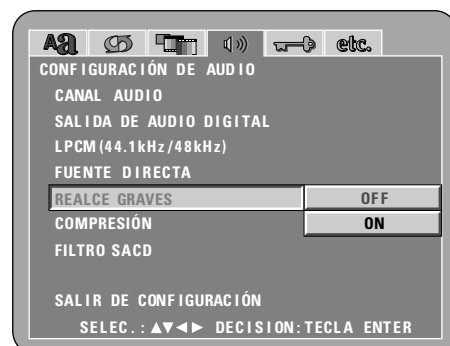 Aa etc.
CONFIGURACIÓN DE AUDIO
CANAL AUDIO
SALIDA DE AUDIO DIGITAL
LPCM (44.1kHz/48kHz)
FUENTE DIRECTA
REALCE GRAVES OFF
COMPRESIÓN ON
FILTRO SACD
SALIR DE CONFIGURACIÓN
SELEC.: ▲▼◄► DECISION:TECLA ENTER